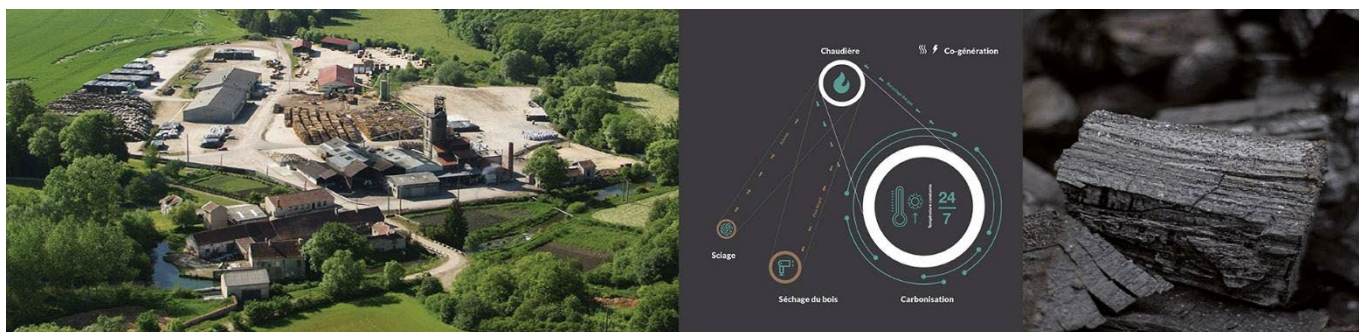 Chaudière
Co-génération
24
7
Sciage
Séchage du bois
Carbonisation